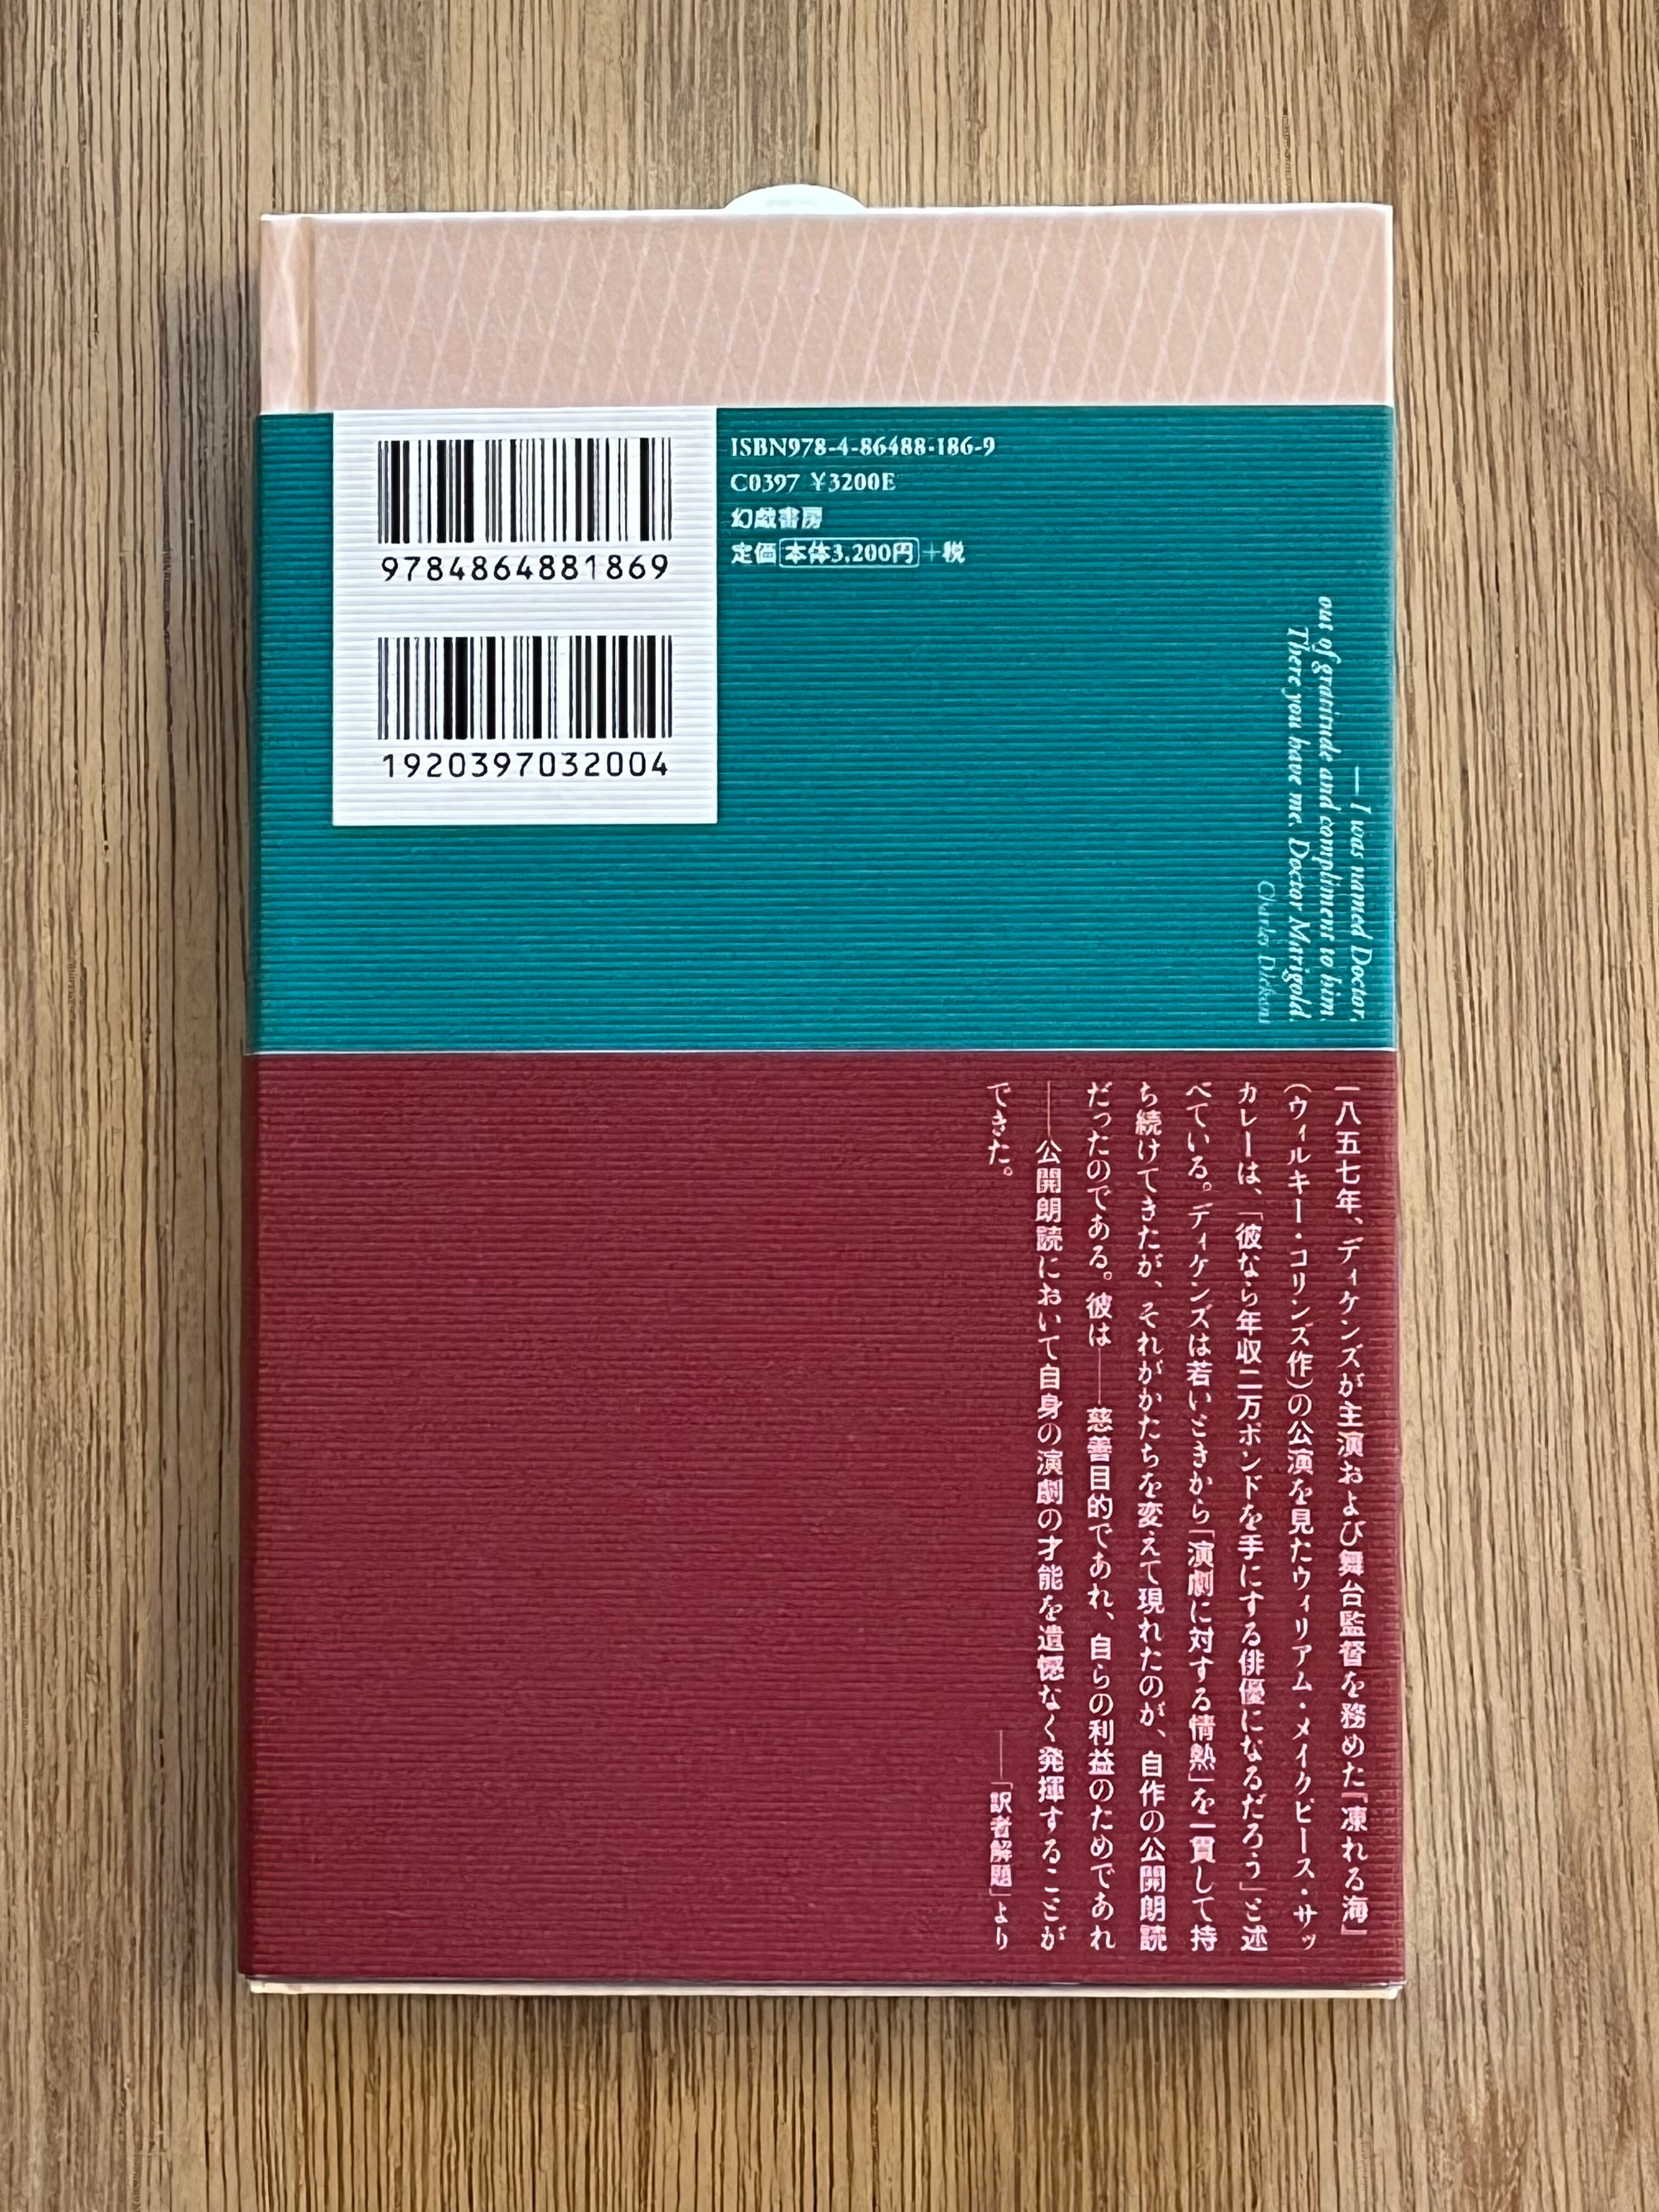 9784864881869
1920397032004
ISBN978-4-86488-186-9
C0397 ¥3200E
幻戯書房
定価 本体3,200円 +税
— I was named Doctor,
out of gratitude and compliment to him.
There you have me. Doctor Marigold.
Charles Dickens
一八五七年、ディケンズが主演および舞台監督を務めた『凍れる海』
(ウィルキー・コリンズ作)の公演を見たウィリアム・メイクピース・サッ
カレーは、「彼なら年収二万ポンドを手にする俳優になるだろう」と述
べている。ディケンズは若いときから「演劇に対する情熱」を一貫して持
ち続けてきたが、それがかたちを変えて現れたのが、自作の公開朗読
だったのである。彼は——慈善目的であれ、自らの利益のためであれ
——公開朗読において自身の演劇の才能を遺憾なく発揮することが
できた。
——「訳者解題」より